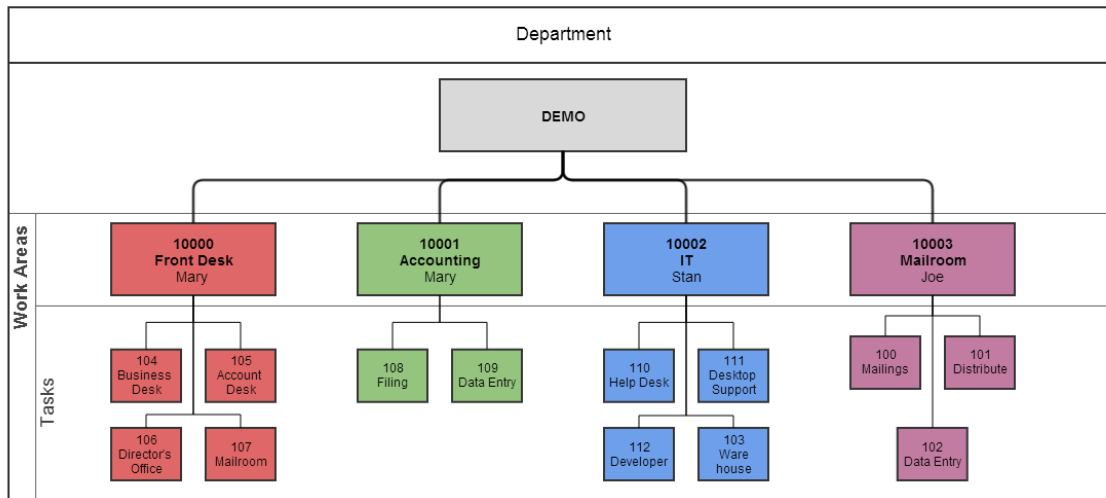 Department
DEMO
Work Areas
10000
Front Desk
Mary
10001
Accounting
Mary
10002
IT
Stan
10003
Mailroom
Joe
Tasks
104
Business
Desk
105
Account
Desk
108
Filing
109
Data Entry
110
Help Desk
111
Desktop
Support
100
Mailings
101
Distribute
106
Director's
Office
107
Mailroom
112
Developer
103
Ware
house
102
Data Entry